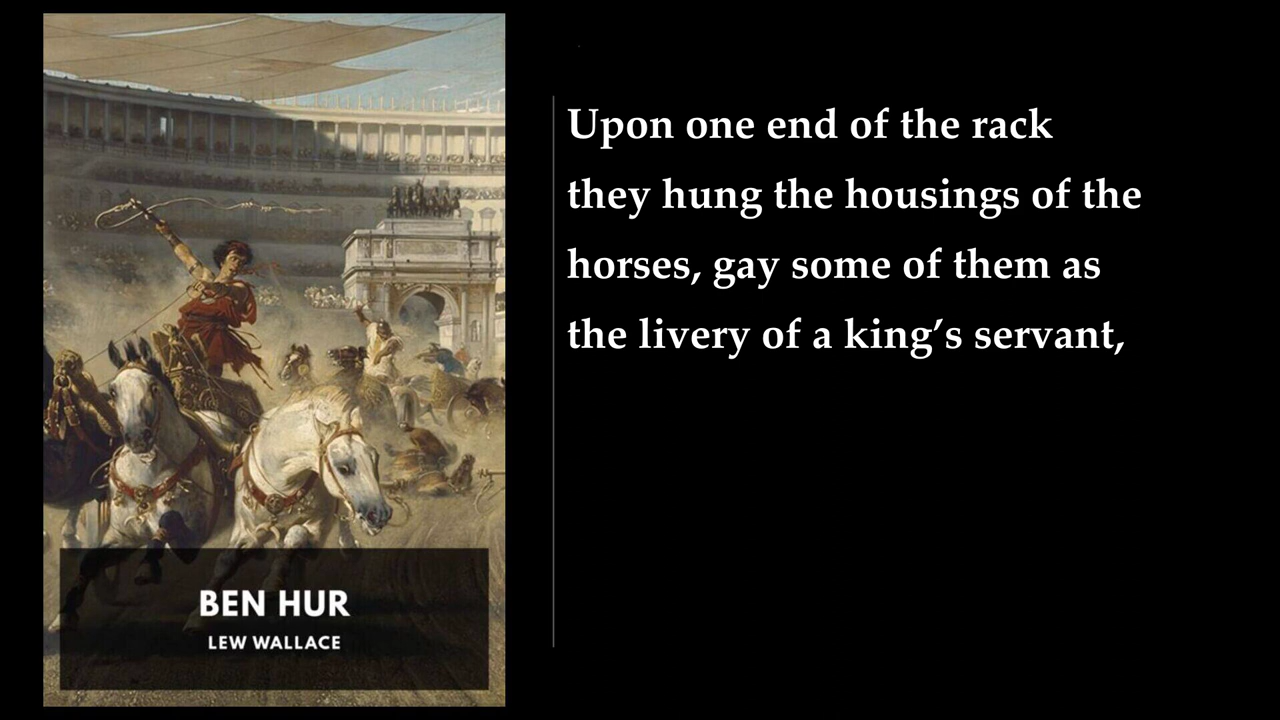 BEN HUR
LEW WALLACE
Upon one end of the rack
they hung the housings of the
horses, gay some of them as
the livery of a king’s servant,